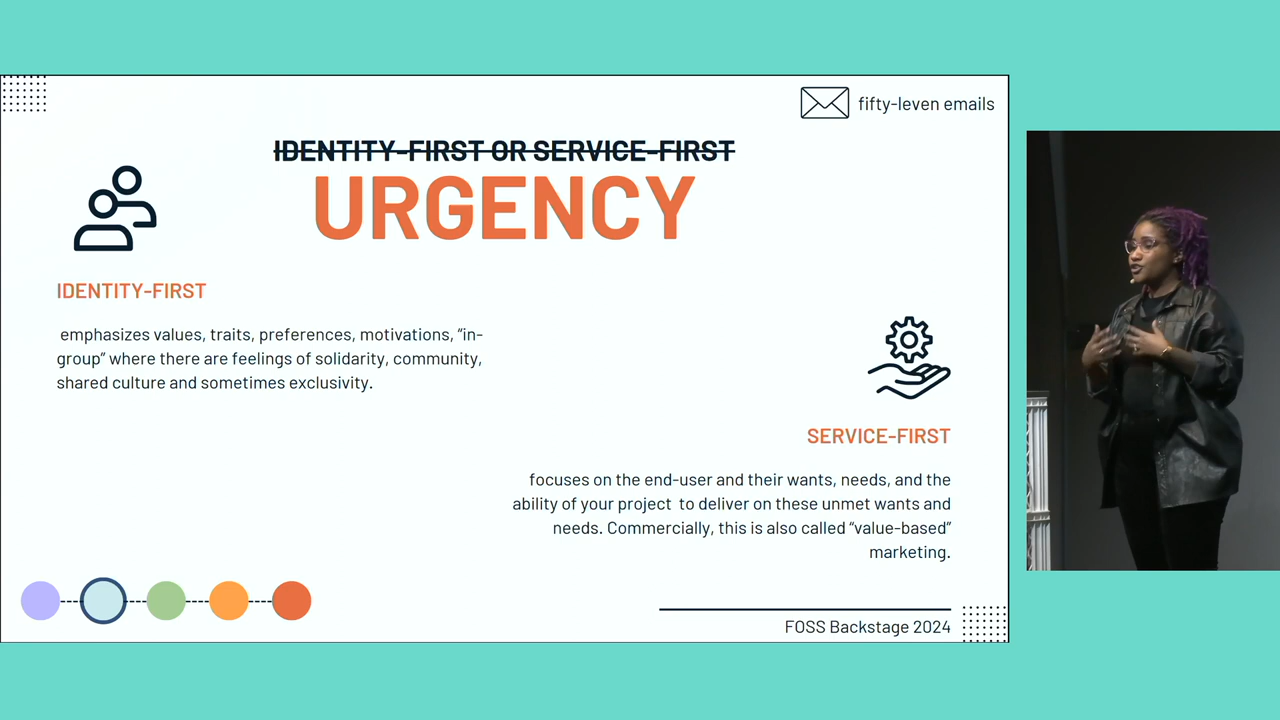 fifty-leven emails
IDENTITY-FIRST OR SERVICE-FIRST
URGENCY
IDENTITY-FIRST
emphasizes values, traits, preferences, motivations, "in-
group" where there are feelings of solidarity, community,
shared culture and sometimes exclusivity.
SERVICE-FIRST
focuses on the end-user and their wants, needs, and the
ability of your project to deliver on these unmet wants and
needs. Commercially, this is also called "value-based"
marketing.
FOSS Backstage 2024